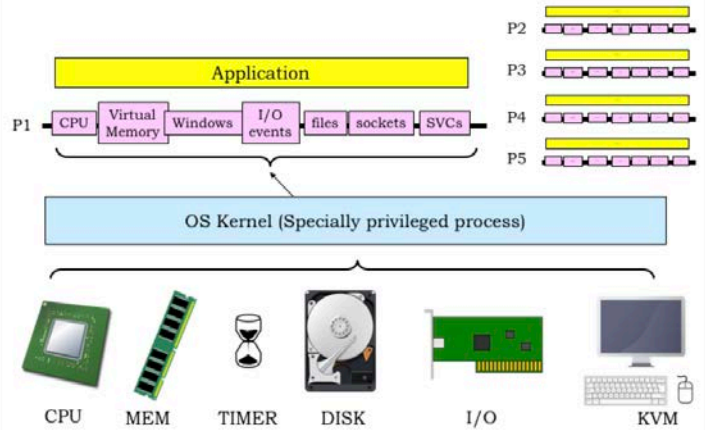 P2
P3
P4
P5
Application
P1
CPU
Virtual
Memory
Windows
I/O
events
files
sockets
SVCs
OS Kernel (Specially privileged process)
CPU
MEM
TIMER
DISK
I/O
KVM